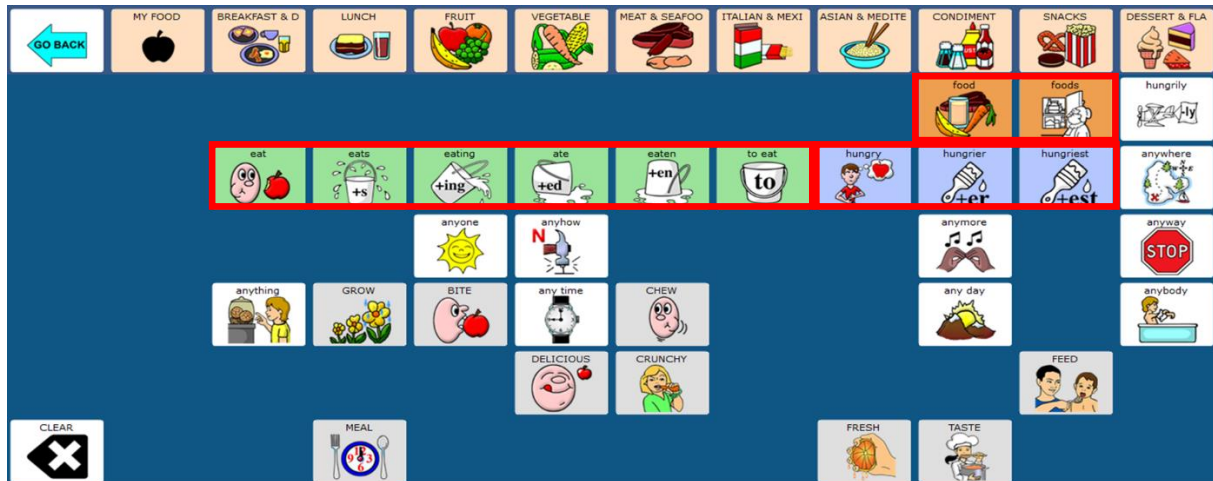 MY FOOD BREAKFAST & D LUNCH FRUIT VEGETABLE MEAT & SEAFOO ITALIAN & MEXI ASIAN & MEDITE CONDIMENT SNACKS DESSERT & FLA
GO BACK
food foods hungrily
-ly
eat eats eating ate eaten to eat hungry hungrier hungriest anywhere
+s +ing +ed +en to +er +est
anyone anyhow anymore anyway
N STOP
anything GROW BITE any time CHEW any day anybody
DELICIOUS CRUNCHY FEED
CLEAR MEAL FRESH TASTE